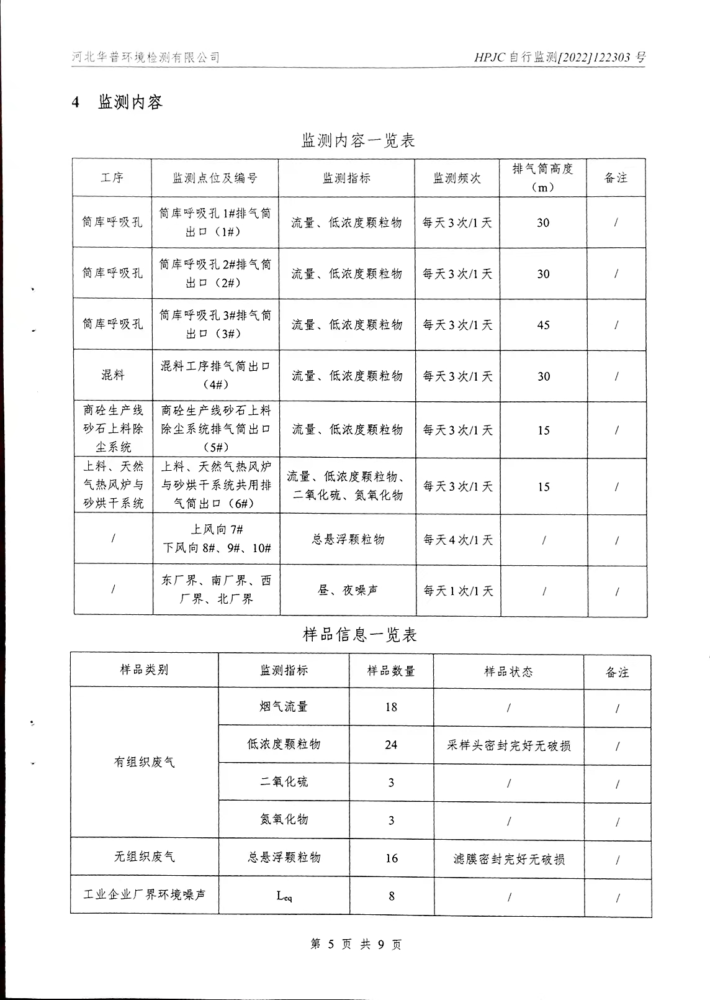 河北华普环境检测有限公司
HPJC 自行监测[2022]122303 号
4 监测内容
监测内容一览表
工序 监测点位及编号 监测指标 监测频次 排气筒高度（m） 备注
筒库呼吸孔 筒库呼吸孔 1#排气筒出口（1#） 流量、低浓度颗粒物 每天 3 次/1 天 30 /
筒库呼吸孔 筒库呼吸孔 2#排气筒出口（2#） 流量、低浓度颗粒物 每天 3 次/1 天 30 /
筒库呼吸孔 筒库呼吸孔 3#排气筒出口（3#） 流量、低浓度颗粒物 每天 3 次/1 天 45 /
混料 混料工序排气筒出口（4#） 流量、低浓度颗粒物 每天 3 次/1 天 30 /
商砼生产线砂石上料除尘系统 商砼生产线砂石上料除尘系统排气筒出口（5#） 流量、低浓度颗粒物 每天 3 次/1 天 15 /
上料、天然气热风炉与砂烘干系统 上料、天然气热风炉与砂烘干系统共用排气筒出口（6#） 流量、低浓度颗粒物、二氧化硫、氮氧化物 每天 3 次/1 天 15 /
/ 上风向 7# 下风向 8#、9#、10# 总悬浮颗粒物 每天 4 次/1 天 / /
/ 东厂界、南厂界、西厂界、北厂界 昼、夜噪声 每天 1 次/1 天 / /
样品信息一览表
样品类别 监测指标 样品数量 样品状态 备注
有组织废气 烟气流量 18 / /
低浓度颗粒物 24 采样头密封完好无破损 /
二氧化硫 3 / /
氮氧化物 3 / /
无组织废气 总悬浮颗粒物 16 滤膜密封完好无破损 /
工业企业厂界环境噪声 Leq 8 / /
第 5 页 共 9 页